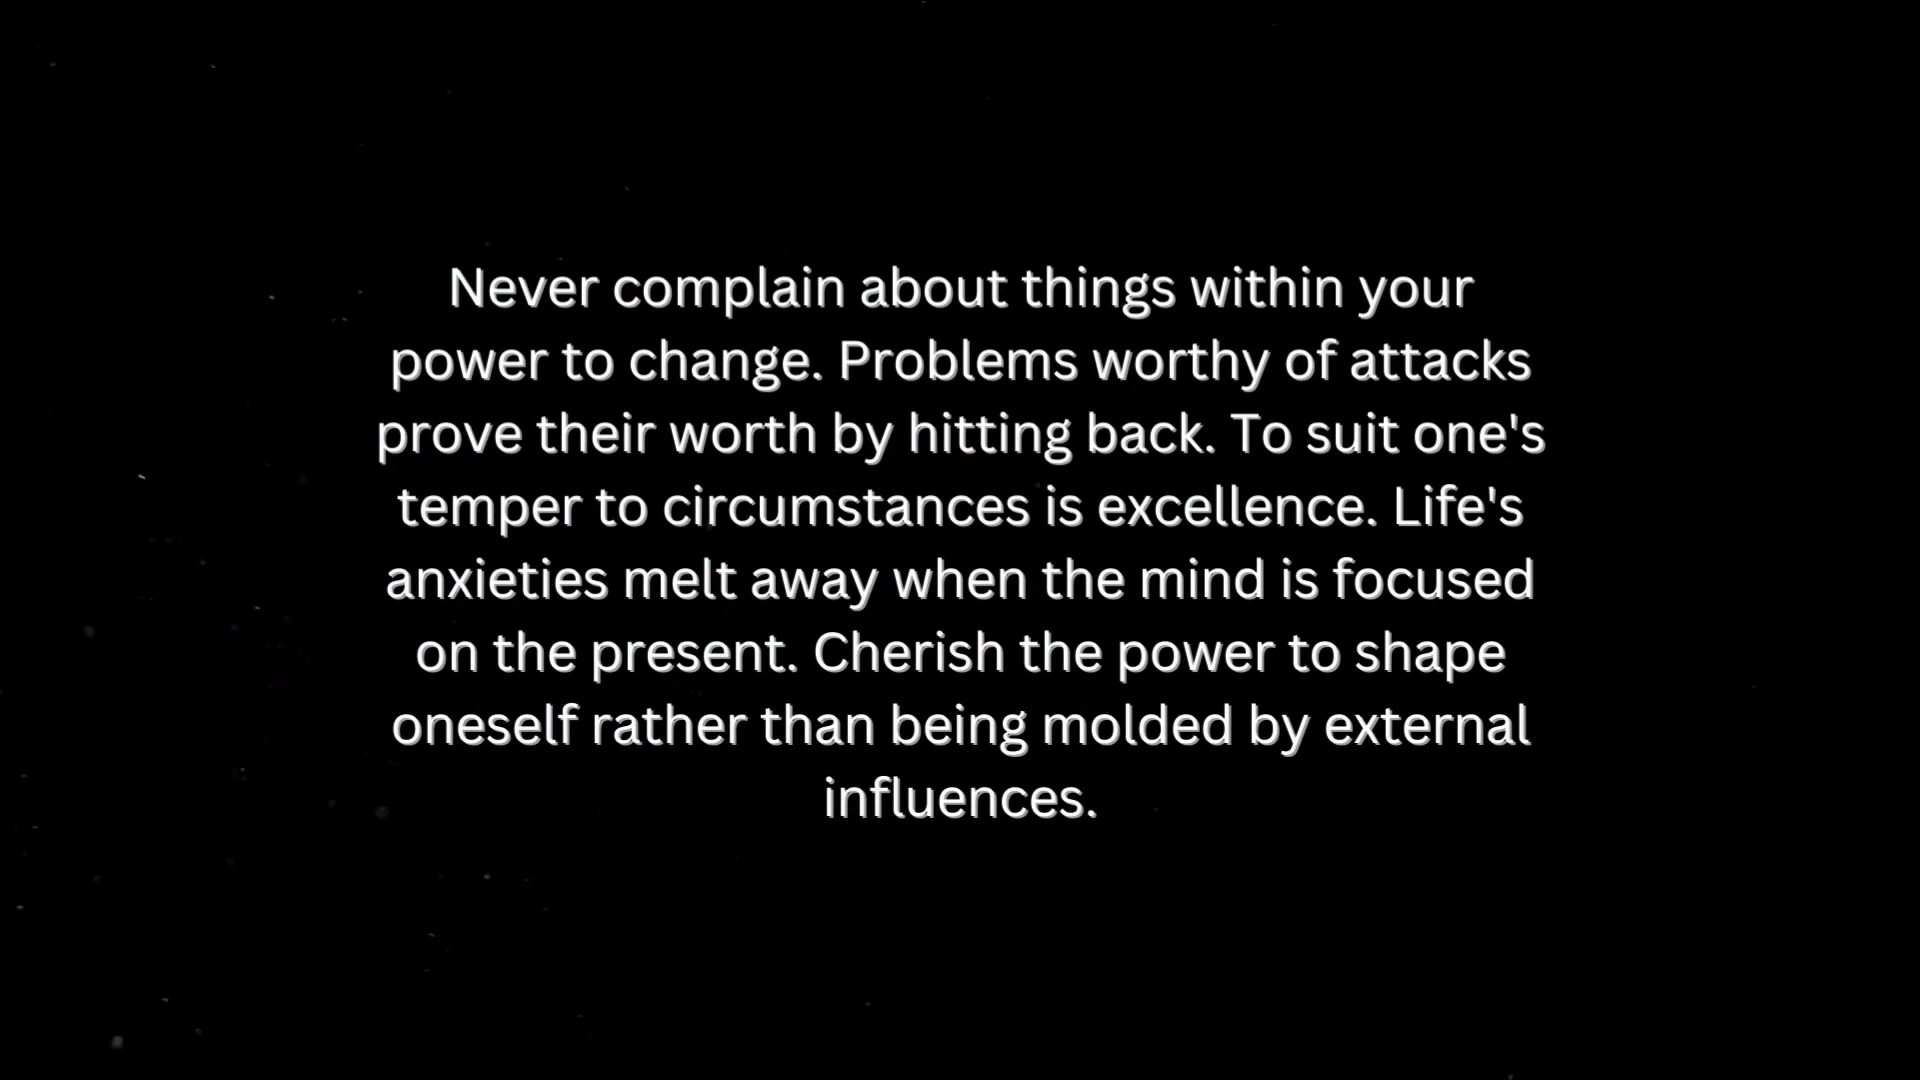 Never complain about things within your
power to change. Problems worthy of attacks
prove their worth by hitting back. To suit one's
temper to circumstances is excellence. Life's
anxieties melt away when the mind is focused
on the present. Cherish the power to shape
oneself rather than being molded by external
influences.